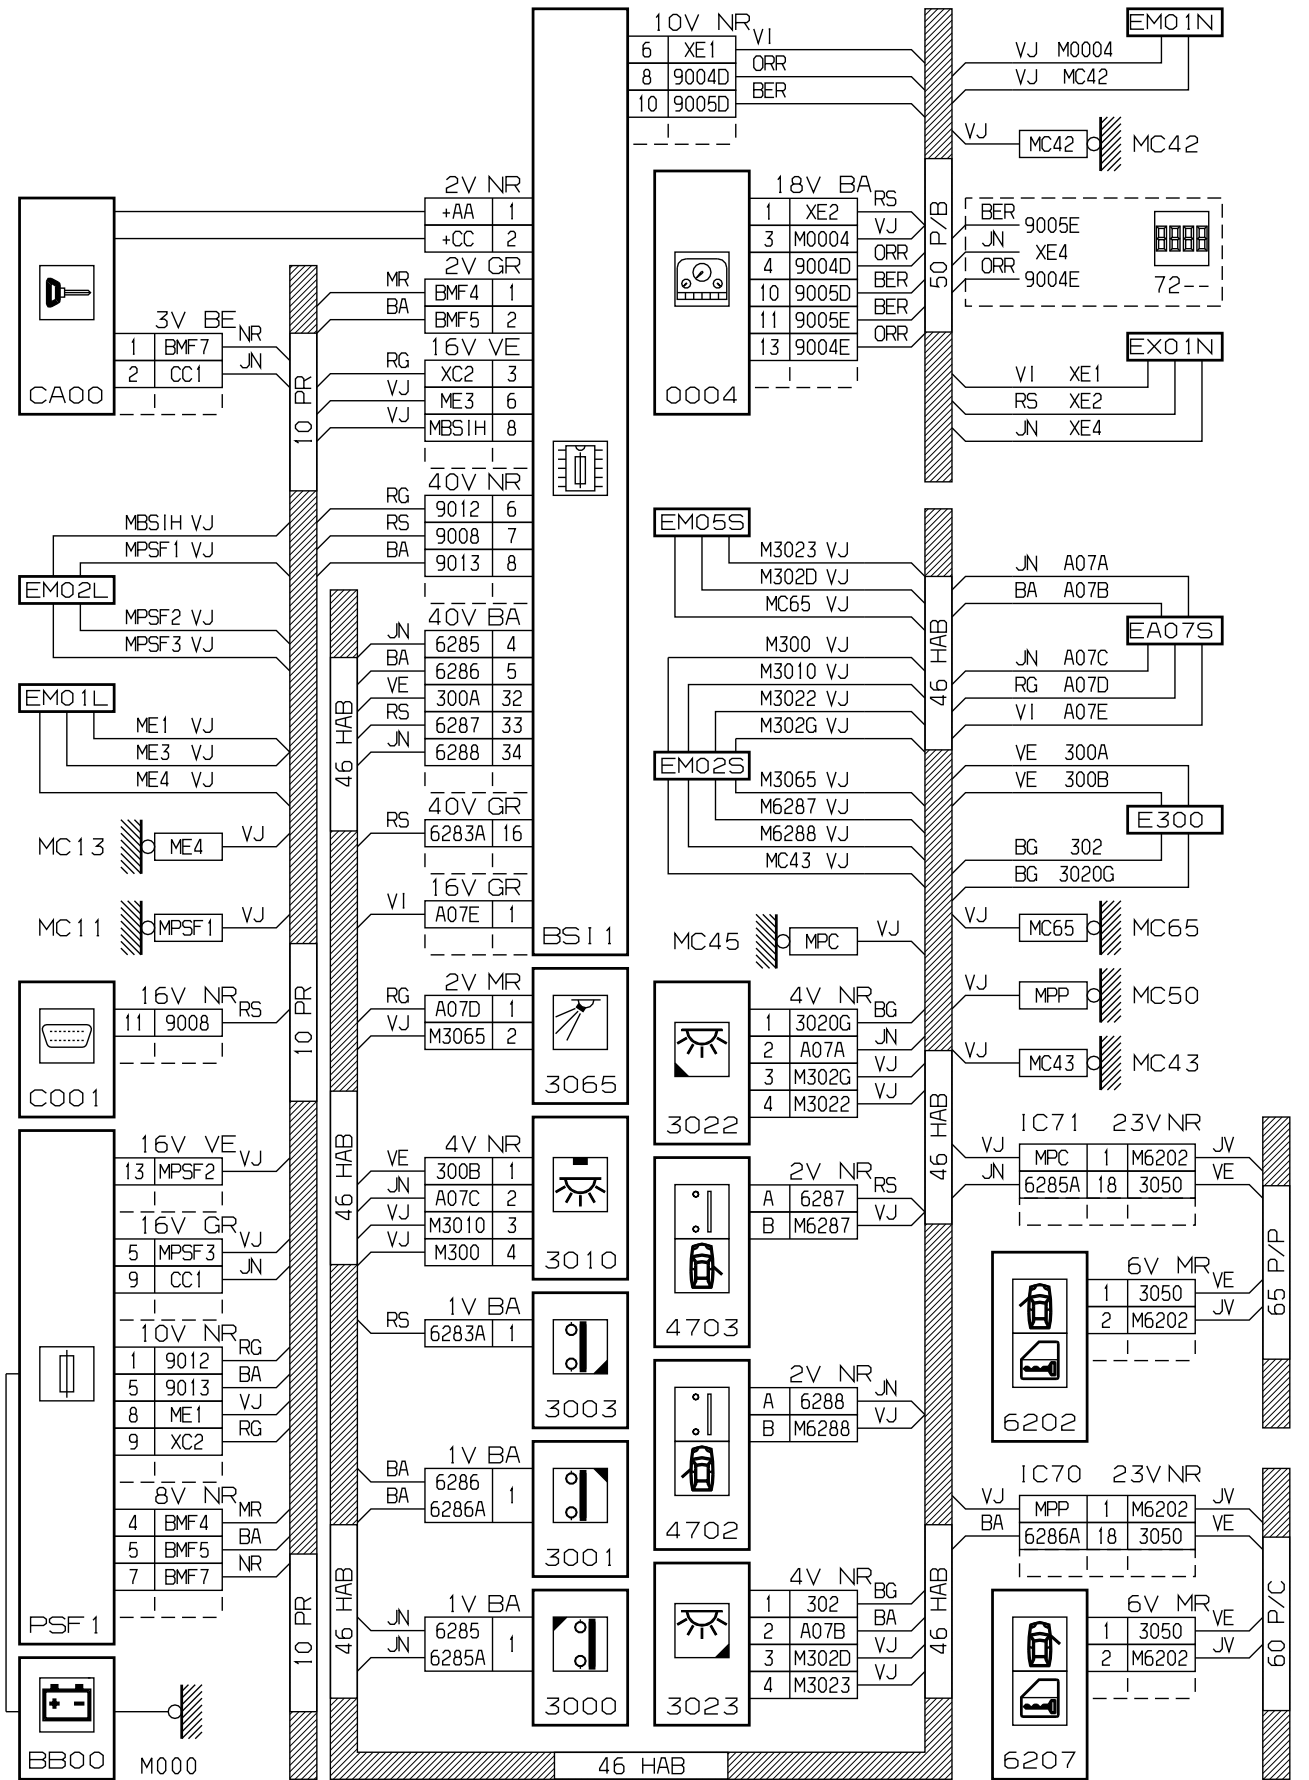 10V NR
6 XE1 VI
8 9004D ORR
10 9005D BER
EM01N
VJ M0004
VJ MC42
VJ MC42 MC42
50 P/B
BER 9005E
JN XE4
ORR 9004E
72--
EX01N
VI XE1
RS XE2
JN XE4
18V BA
1 XE2 RS
3 M0004 VJ
4 9004D ORR
10 9005D BER
11 9005E BER
13 9004E ORR
0004
CA00
3V BE
1 BMF7 NR
2 CC1 JN
10 PR
2V NR
+AA 1
+CC 2
2V GR
MR BMF4 1
BA BMF5 2
16V VE
RG XC2 3
VJ ME3 6
VJ MBSIH 8
40V NR
RG 9012 6
RS 9008 7
BA 9013 8
40V BA
JN 6285 4
BA 6286 5
VE 300A 32
RS 6287 33
JN 6288 34
40V GR
RS 6283A 16
16V GR
VI A07E 1
BSI1
46 HAB
MBSIH VJ
MPSF1 VJ
EM02L
MPSF2 VJ
MPSF3 VJ
EM01L
ME1 VJ
ME3 VJ
ME4 VJ
MC13 ME4 VJ
MC11 MPSF1 VJ
10 PR
C001
16V NR
11 9008 RS
PSF1
16V VE
13 MPSF2 VJ
16V GR
5 MPSF3 VJ
9 CC1 JN
10V NR
1 9012 RG
5 9013 BA
8 ME1 VJ
9 XC2 RG
8V NR
4 BMF4 MR
5 BMF5 BA
7 BMF7 NR
10 PR
BB00
M000
2V MR
RG A07D 1
VJ M3065 2
3065
46 HAB
4V NR
VE 300B 1
JN A07C 2
VJ M3010 3
VJ M300 4
3010
1V BA
RS 6283A 1
3003
1V BA
BA 6286
BA 6286A
1
3001
46 HAB
1V BA
JN 6285
JN 6285A
1
3000
46 HAB
EM05S
M3023 VJ
M302D VJ
MC65 VJ
M300 VJ
M3010 VJ
M3022 VJ
M302G VJ
EM02S
M3065 VJ
M6287 VJ
M6288 VJ
MC43 VJ
MC45 MPC VJ
46 HAB
JN A07A
BA A07B
EA07S
JN A07C
RG A07D
VI A07E
VE 300A
VE 300B
E300
BG 302
BG 3020G
VJ MC65 MC65
VJ MPP MC50
VJ MC43 MC43
4V NR
1 3020G BG
2 A07A JN
3 M302G VJ
4 M3022 VJ
3022
46 HAB
2V NR
A 6287 RS
B M6287 VJ
4703
2V NR
A 6288 JN
B M6288 VJ
4702
4V NR
1 302 BG
2 A07B BA
3 M302D VJ
4 M3023 VJ
3023
46 HAB
IC71 23V NR
VJ MPC 1 M6202 JV
JN 6285A 18 3050 VE
65 P/P
6V MR
1 3050 VE
2 M6202 JV
6202
IC70 23V NR
VJ MPP 1 M6202 JV
BA 6286A 18 3050 VE
60 P/C
6V MR
1 3050 VE
2 M6202 JV
6207